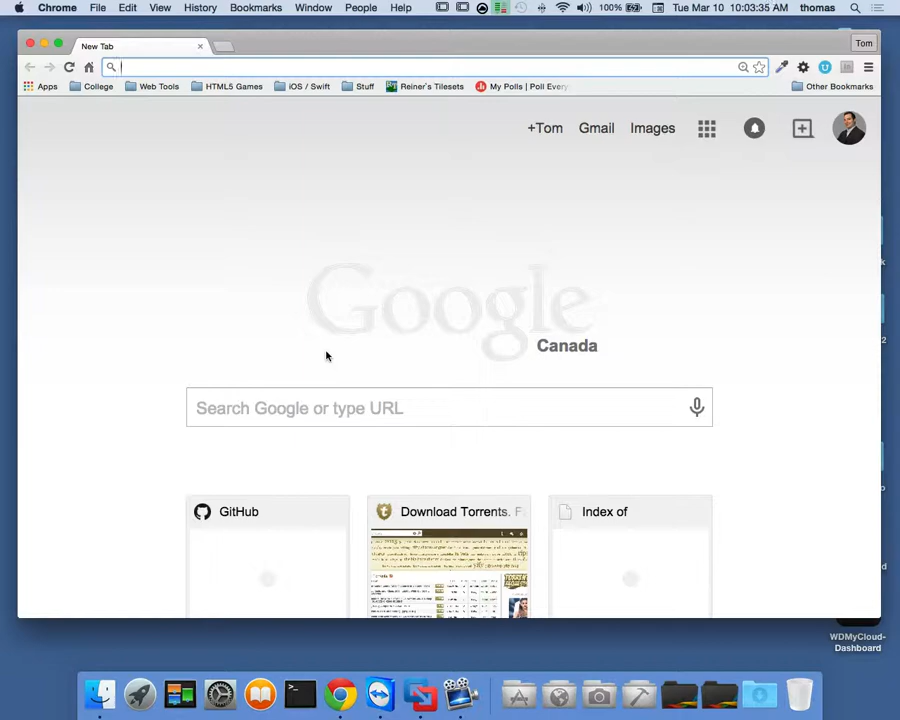 Chrome File Edit View History Bookmarks Window People Help 100% Tue Mar 10 10:03:35 AM thomas
New Tab
Tom
Apps College Web Tools HTML5 Games iOS / Swift Stuff Reiner's Tilesets My Polls | Poll Every Other Bookmarks
+Tom Gmail Images
Google
Canada
Search Google or type URL
GitHub Download Torrents. F Index of
WDMyCloud-
Dashboard